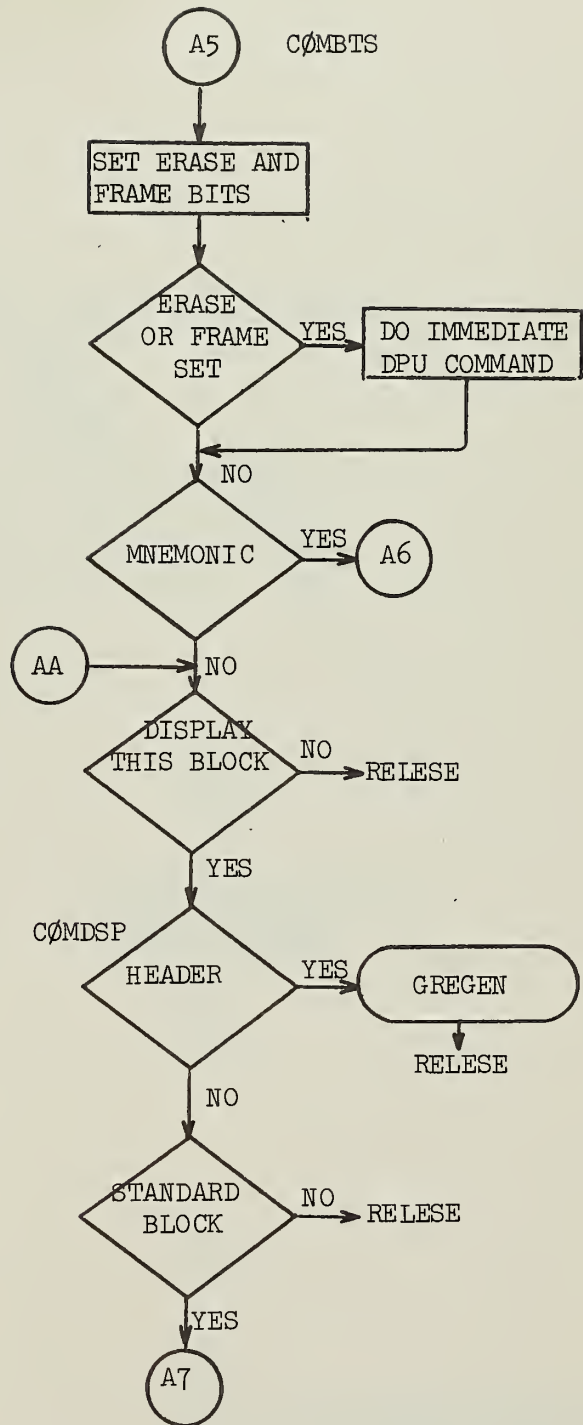 A5 CØMBTS
SET ERASE AND
FRAME BITS
ERASE
OR FRAME
SET
YES
DO IMMEDIATE
DPU COMMAND
NO
MNEMONIC
YES
A6
AA
NO
DISPLAY
THIS BLOCK
NO
RELESE
YES
CØMDSP
HEADER
YES
GREGEN
RELESE
NO
STANDARD
BLOCK
NO
RELESE
YES
A7